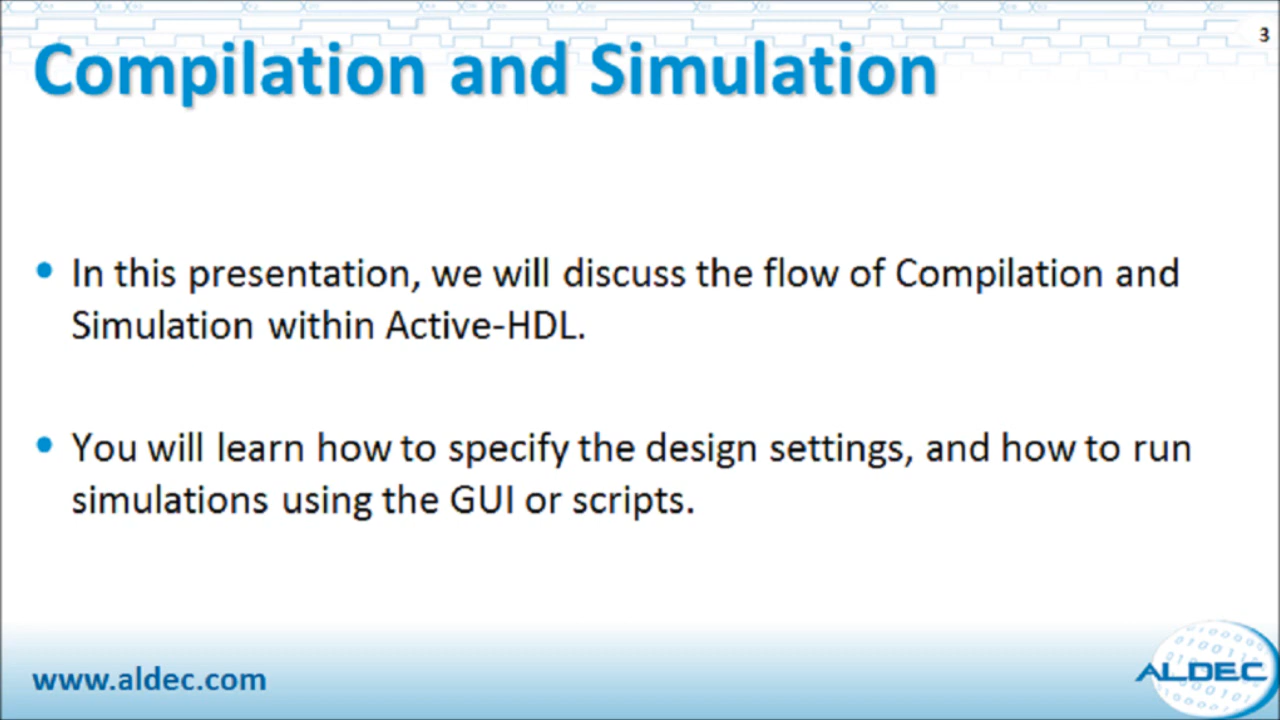 3
Compilation and Simulation
• In this presentation, we will discuss the flow of Compilation and
Simulation within Active-HDL.
• You will learn how to specify the design settings, and how to run
simulations using the GUI or scripts.
www.aldec.com
ALDEC